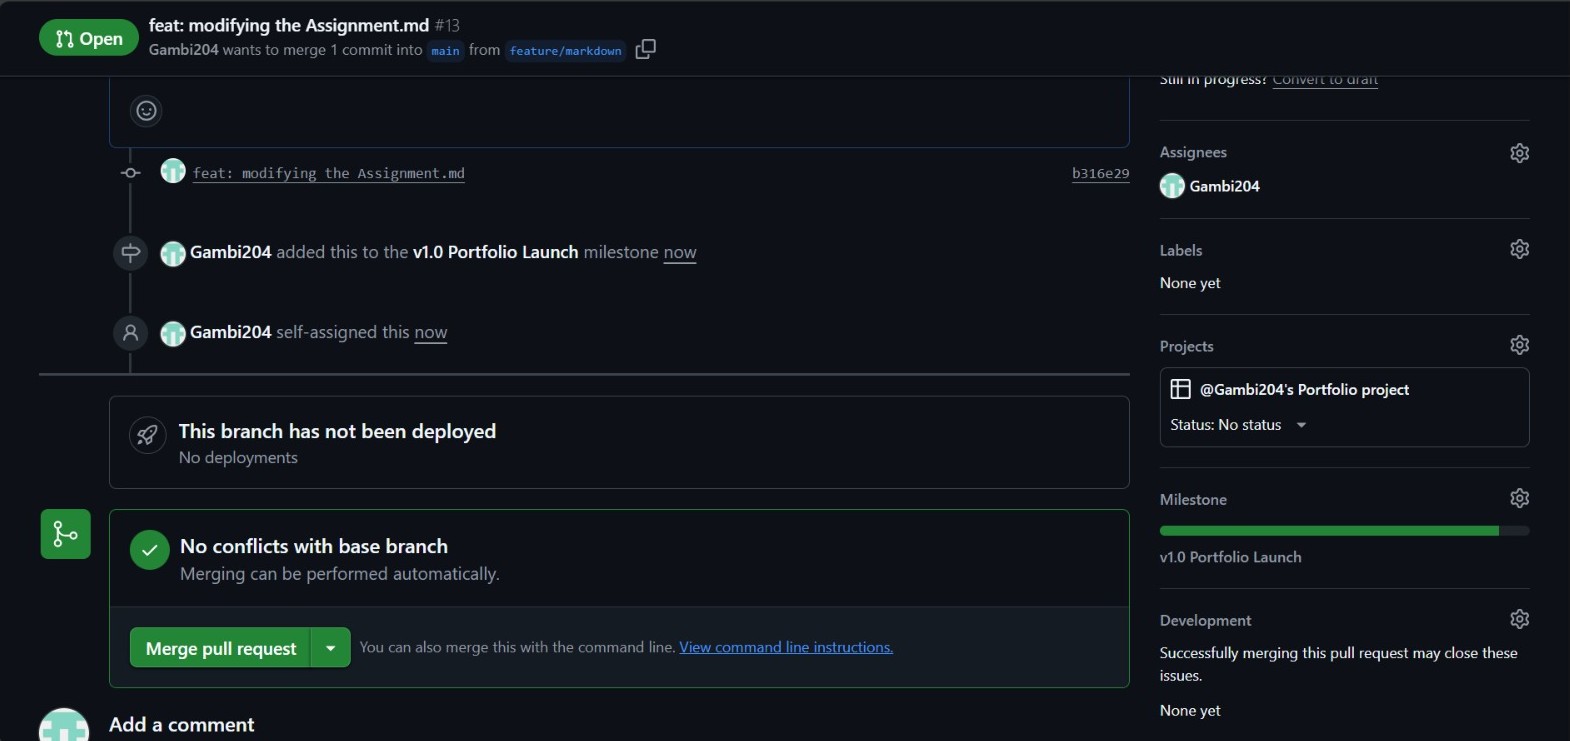 Open
feat: modifying the Assignment.md #13
Gambi204 wants to merge 1 commit into main from feature/markdown
Still in progress? Convert to draft
feat: modifying the Assignment.md b316e29
Gambi204 added this to the v1.0 Portfolio Launch milestone now
Gambi204 self-assigned this now
This branch has not been deployed
No deployments
No conflicts with base branch
Merging can be performed automatically.
Merge pull request
You can also merge this with the command line. View command line instructions.
Add a comment
Assignees
Gambi204
Labels
None yet
Projects
@Gambi204's Portfolio project
Status: No status
Milestone
v1.0 Portfolio Launch
Development
Successfully merging this pull request may close these
issues.
None yet